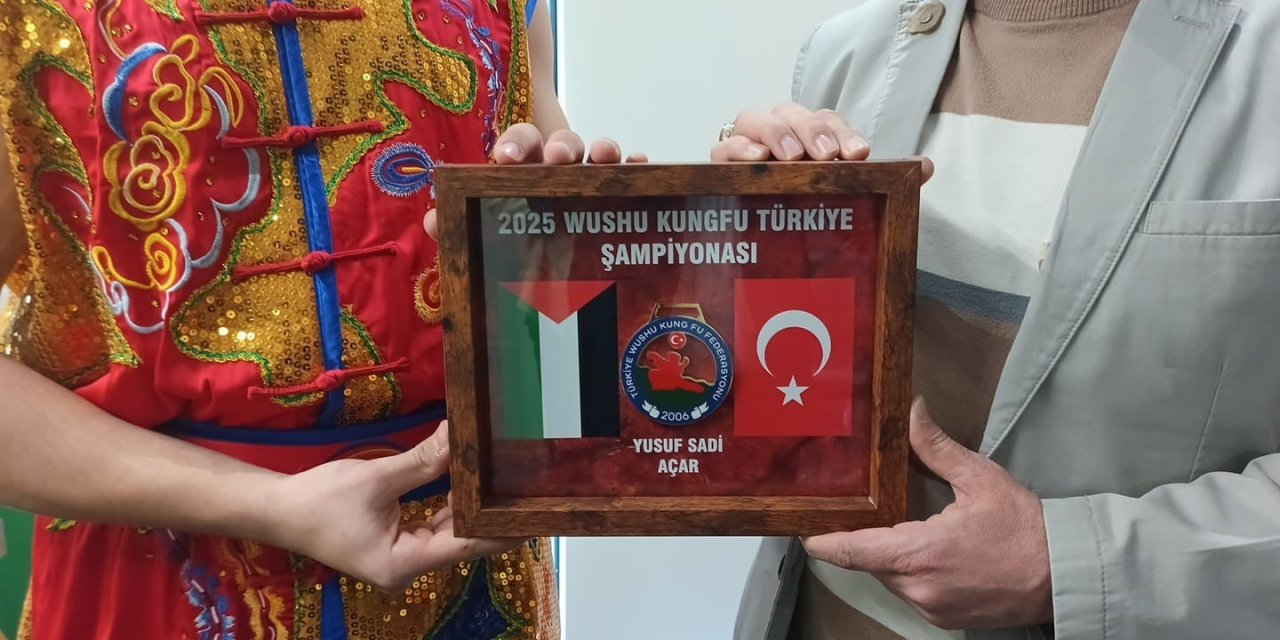 2025 WUSHU KUNGFU TÜRKİYE
ŞAMPİYONASI
TÜRKİYE WUSHU KUNG FU FEDERASYONU
2006
YUSUF SADİ
AÇAR